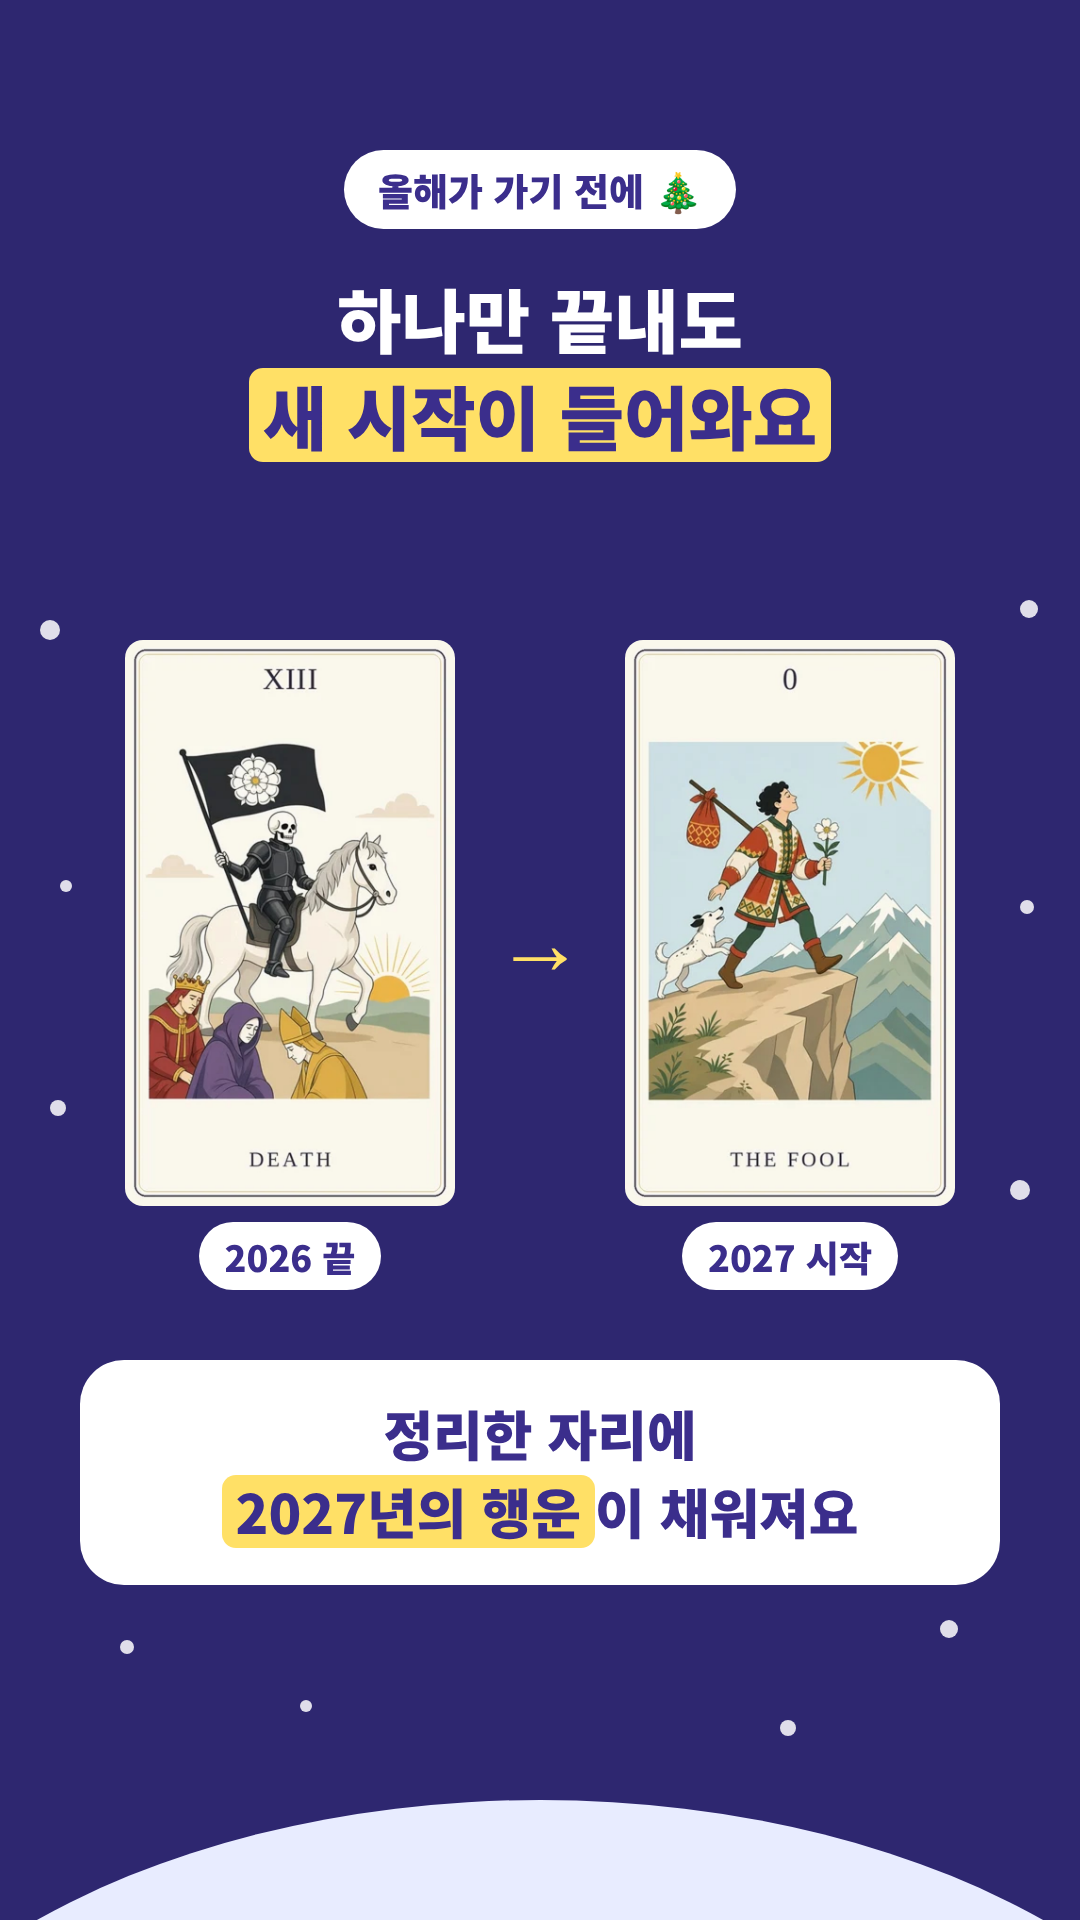 올해가 가기 전에 🎄
하나만 끝내도
새 시작이 들어와요
XIII
0
→
DEATH
THE FOOL
2026 끝
2027 시작
정리한 자리에
2027년의 행운이 채워져요